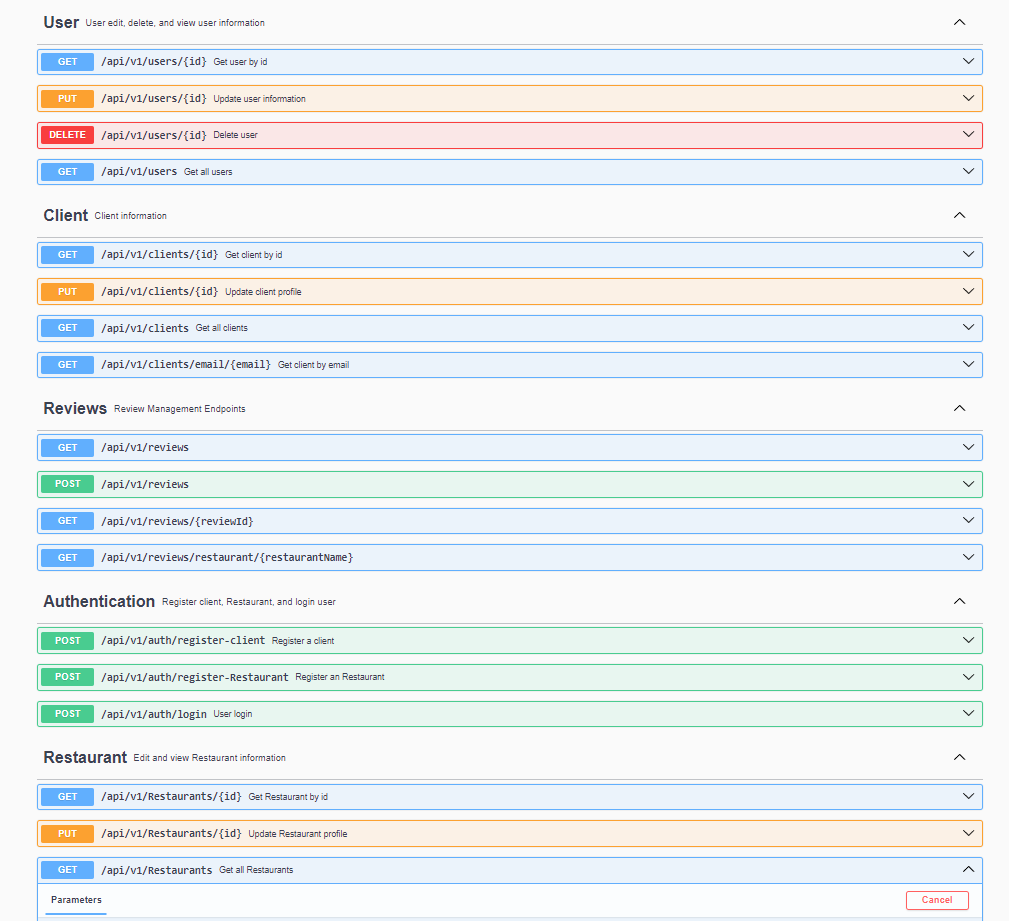 User User edit, delete, and view user information
GET /api/v1/users/{id} Get user by id
PUT /api/v1/users/{id} Update user information
DELETE /api/v1/users/{id} Delete user
GET /api/v1/users Get all users
Client Client information
GET /api/v1/clients/{id} Get client by id
PUT /api/v1/clients/{id} Update client profile
GET /api/v1/clients Get all clients
GET /api/v1/clients/email/{email} Get client by email
Reviews Review Management Endpoints
GET /api/v1/reviews
POST /api/v1/reviews
GET /api/v1/reviews/{reviewId}
GET /api/v1/reviews/restaurant/{restaurantName}
Authentication Register client, Restaurant, and login user
POST /api/v1/auth/register-client Register a client
POST /api/v1/auth/register-Restaurant Register an Restaurant
POST /api/v1/auth/login User login
Restaurant Edit and view Restaurant information
GET /api/v1/Restaurants/{id} Get Restaurant by id
PUT /api/v1/Restaurants/{id} Update Restaurant profile
GET /api/v1/Restaurants Get all Restaurants
Parameters Cancel